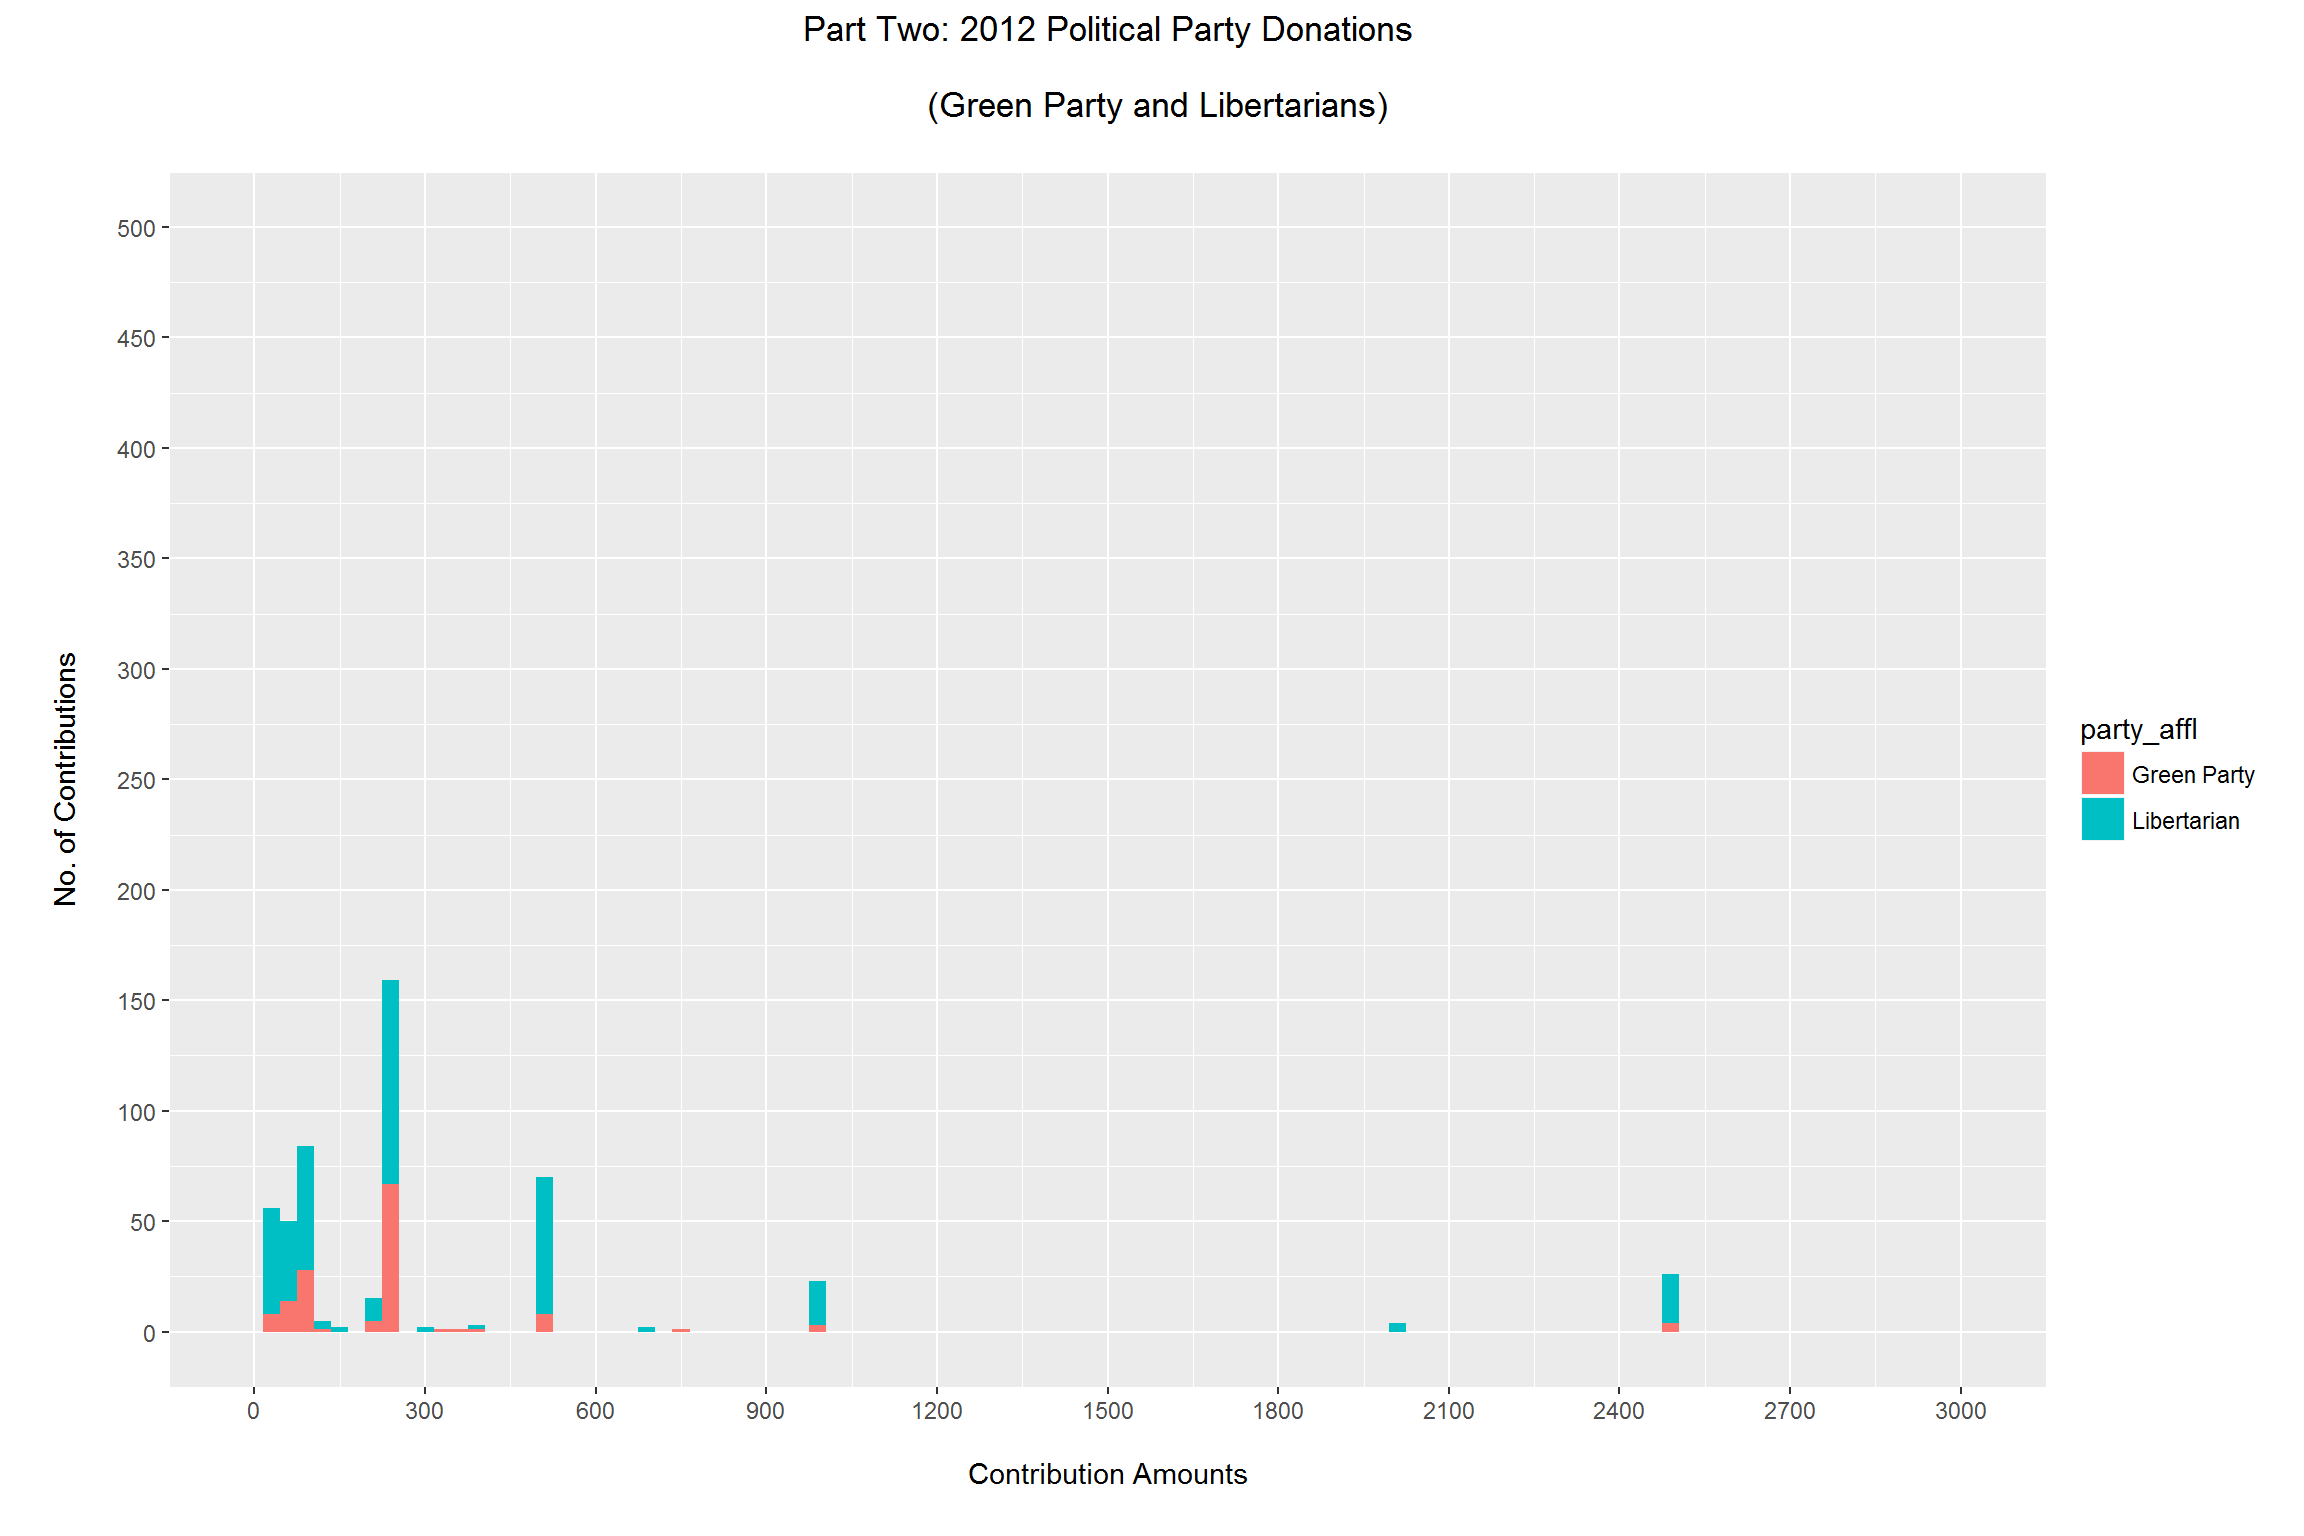 Part Two: 2012 Political Party Donations
(Green Party and Libertarians)
500
450
400
350
300
250
200
150
100
50
0
No. of Contributions
0 300 600 900 1200 1500 1800 2100 2400 2700 3000
Contribution Amounts
party_affl
Green Party
Libertarian